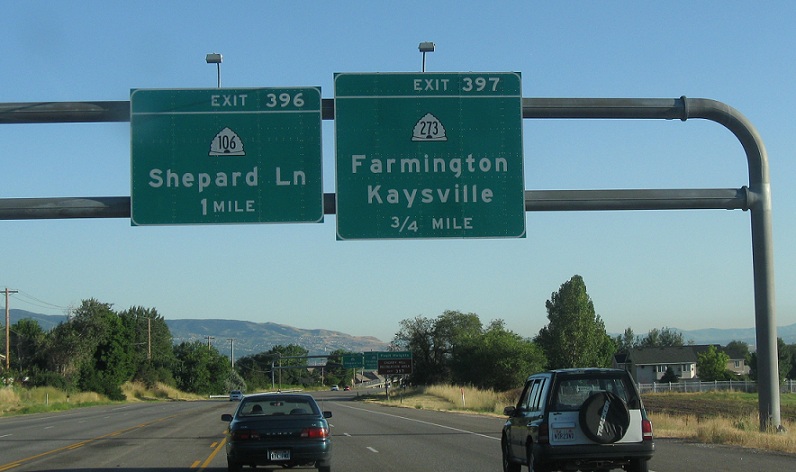 EXIT 396
106
Shepard Ln
1 MILE
EXIT 397
273
Farmington
Kaysville
3/4 MILE